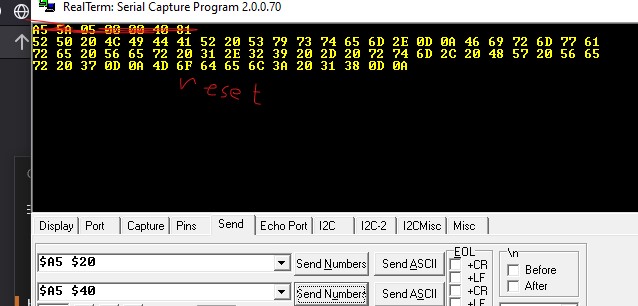 RealTerm: Serial Capture Program 2.0.0.70
A5 5A 05 00 00 40 81
52 50 20 4C 49 44 41 52 20 53 79 73 74 65 6D 2E 0D 0A 46 69 72 6D 77 61
72 65 20 56 65 72 20 31 2E 32 39 20 2D 20 72 74 6D 2C 20 48 57 20 56 65
72 20 37 0D 0A 4D 6F 64 65 6C 3A 20 31 38 0D 0A
reset
Display Port Capture Pins Send Echo Port I2C I2C-2 I2CMisc Misc
$A5 $20 Send Numbers Send ASCII
$A5 $40 Send Numbers Send ASCII
EOL
+CR
+LF
+CR
+LF
\n
Before
After